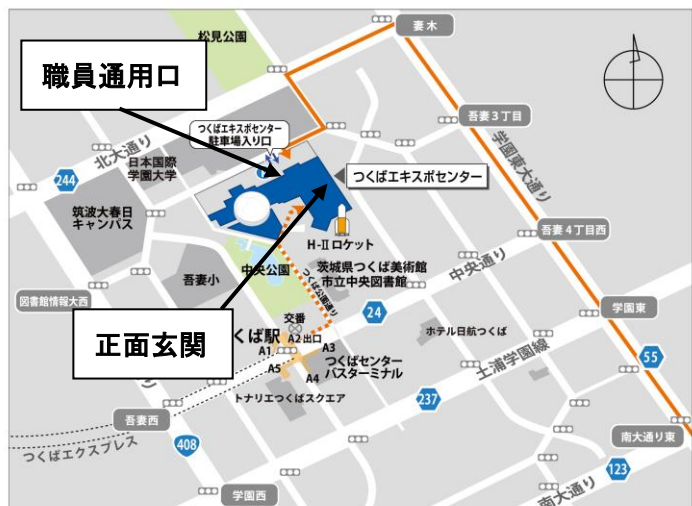 松見公園
妻木
職員通用口
つくばエキスポセンター
駐車場入り口
吾妻3丁目
学園東大通り
北大通り
244
日本国際
学園大学
つくばエキスポセンター
筑波大春日
キャンパス
H-Ⅱロケット
吾妻4丁目西
中央公園
茨城県つくば美術館
市立中央図書館
中央通り
吾妻小
つくば公園通り
図書館情報大西
24
学園東
正面玄関
交番
くば駅
A2出口
A1
A3
ホテル日航つくば
つくばセンター
バスターミナル
55
土浦学園線
A5
A4
トナリエつくばスクエア
237
吾妻西
408
つくばエクスプレス
南大通り東
123
学園西
南大通り